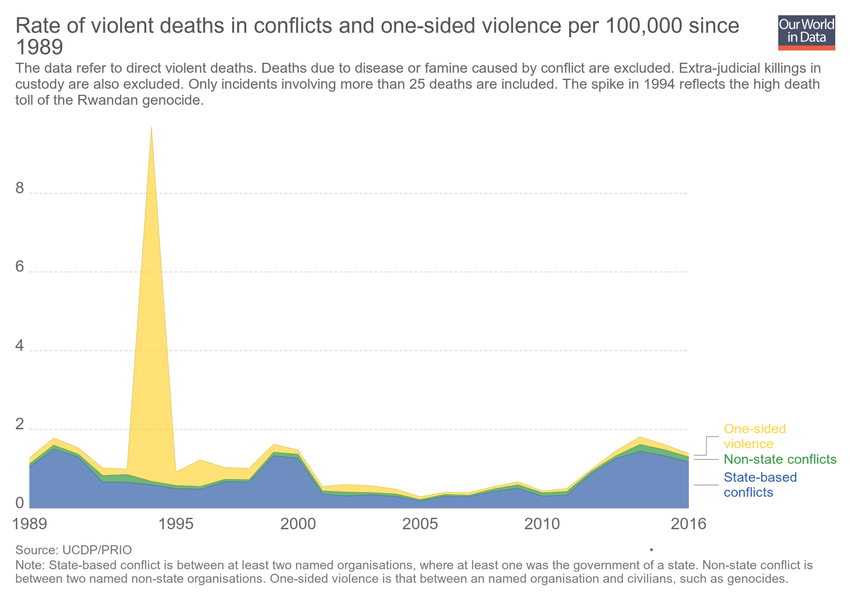 Rate of violent deaths in conflicts and one-sided violence per 100,000 since
1989
Our World
in Data
The data refer to direct violent deaths. Deaths due to disease or famine caused by conflict are excluded. Extra-judicial killings in
custody are also excluded. Only incidents involving more than 25 deaths are included. The spike in 1994 reflects the high death
toll of the Rwandan genocide.
8
6
4
2
0
One-sided
violence
Non-state conflicts
State-based
conflicts
1989 1995 2000 2005 2010 2016
Source: UCDP/PRIO •
Note: State-based conflict is between at least two named organisations, where at least one was the government of a state. Non-state conflict is
between two named non-state organisations. One-sided violence is that between an named organisation and civilians, such as genocides.